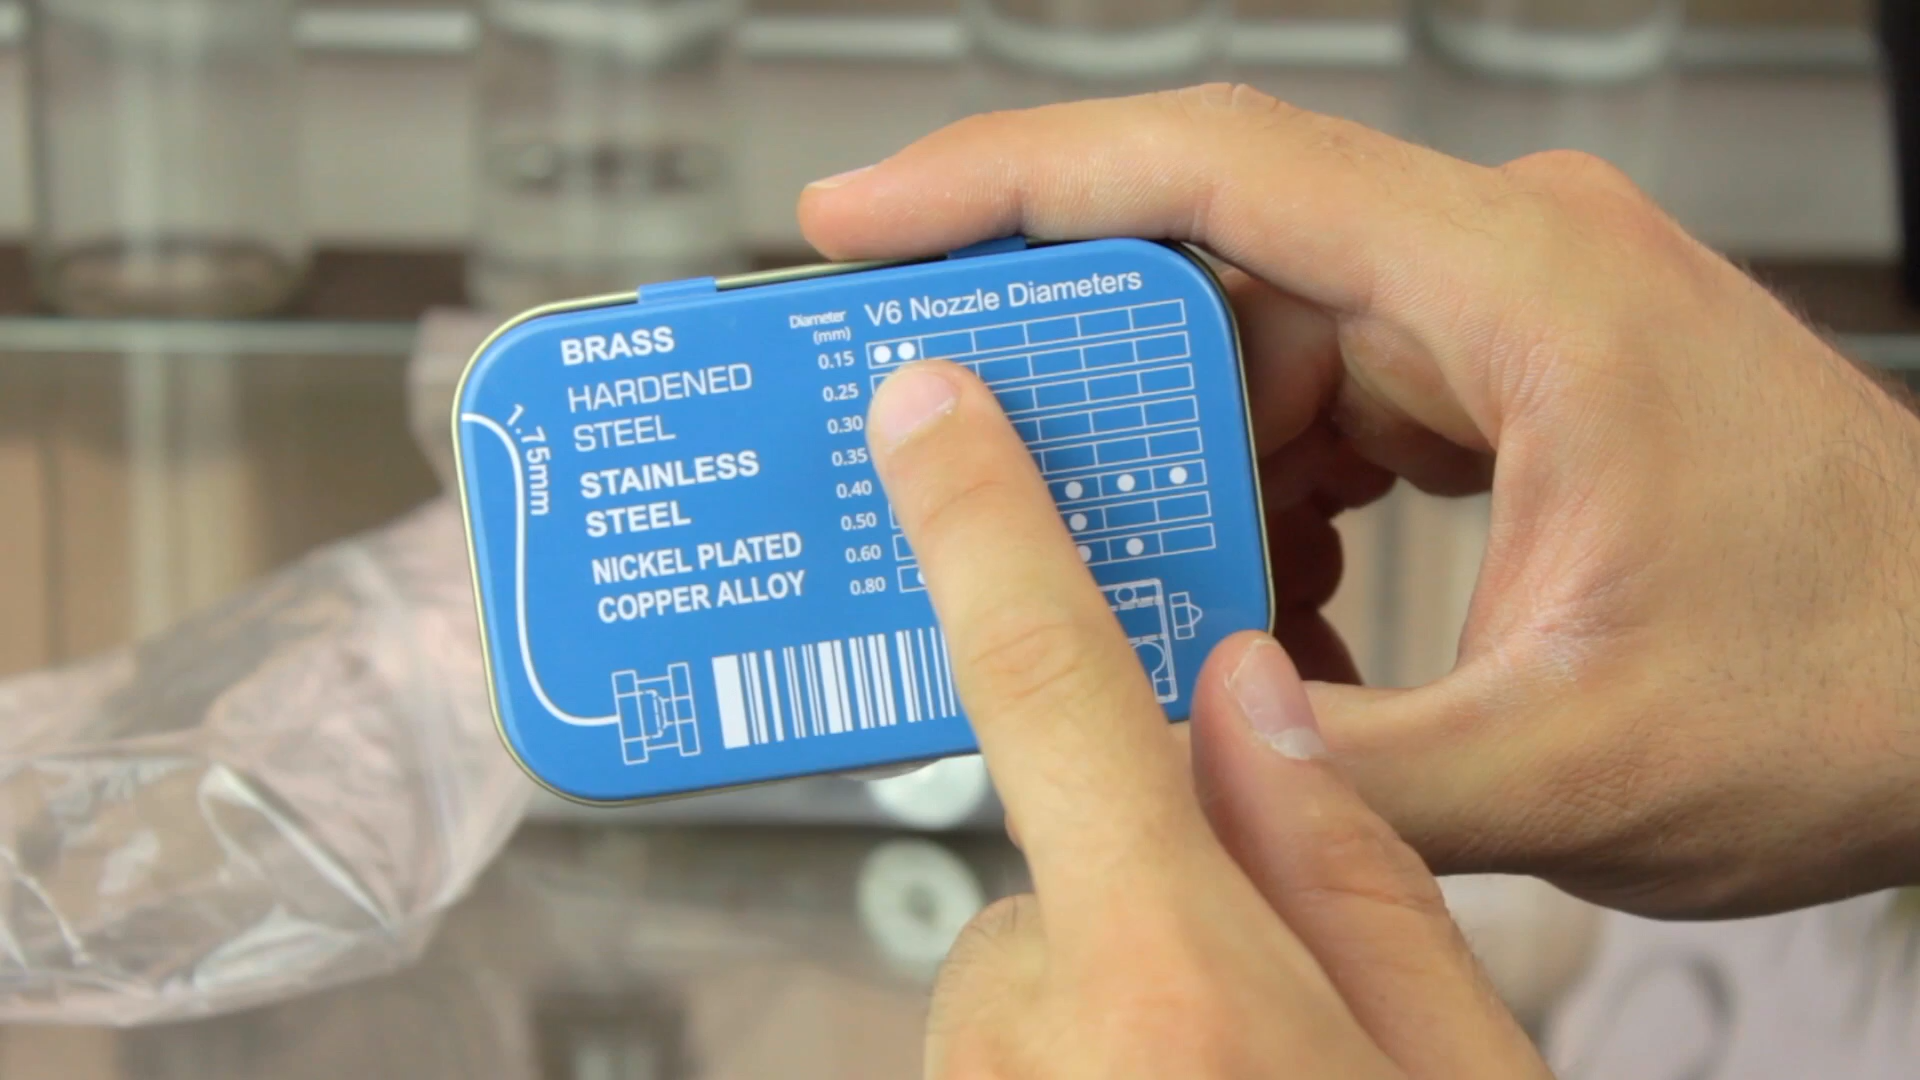 BRASS
HARDENED
STEEL
STAINLESS
STEEL
NICKEL PLATED
COPPER ALLOY
1.75mm
V6 Nozzle Diameters
Diameter
(mm)
0.15
0.25
0.30
0.35
0.40
0.50
0.60
0.80